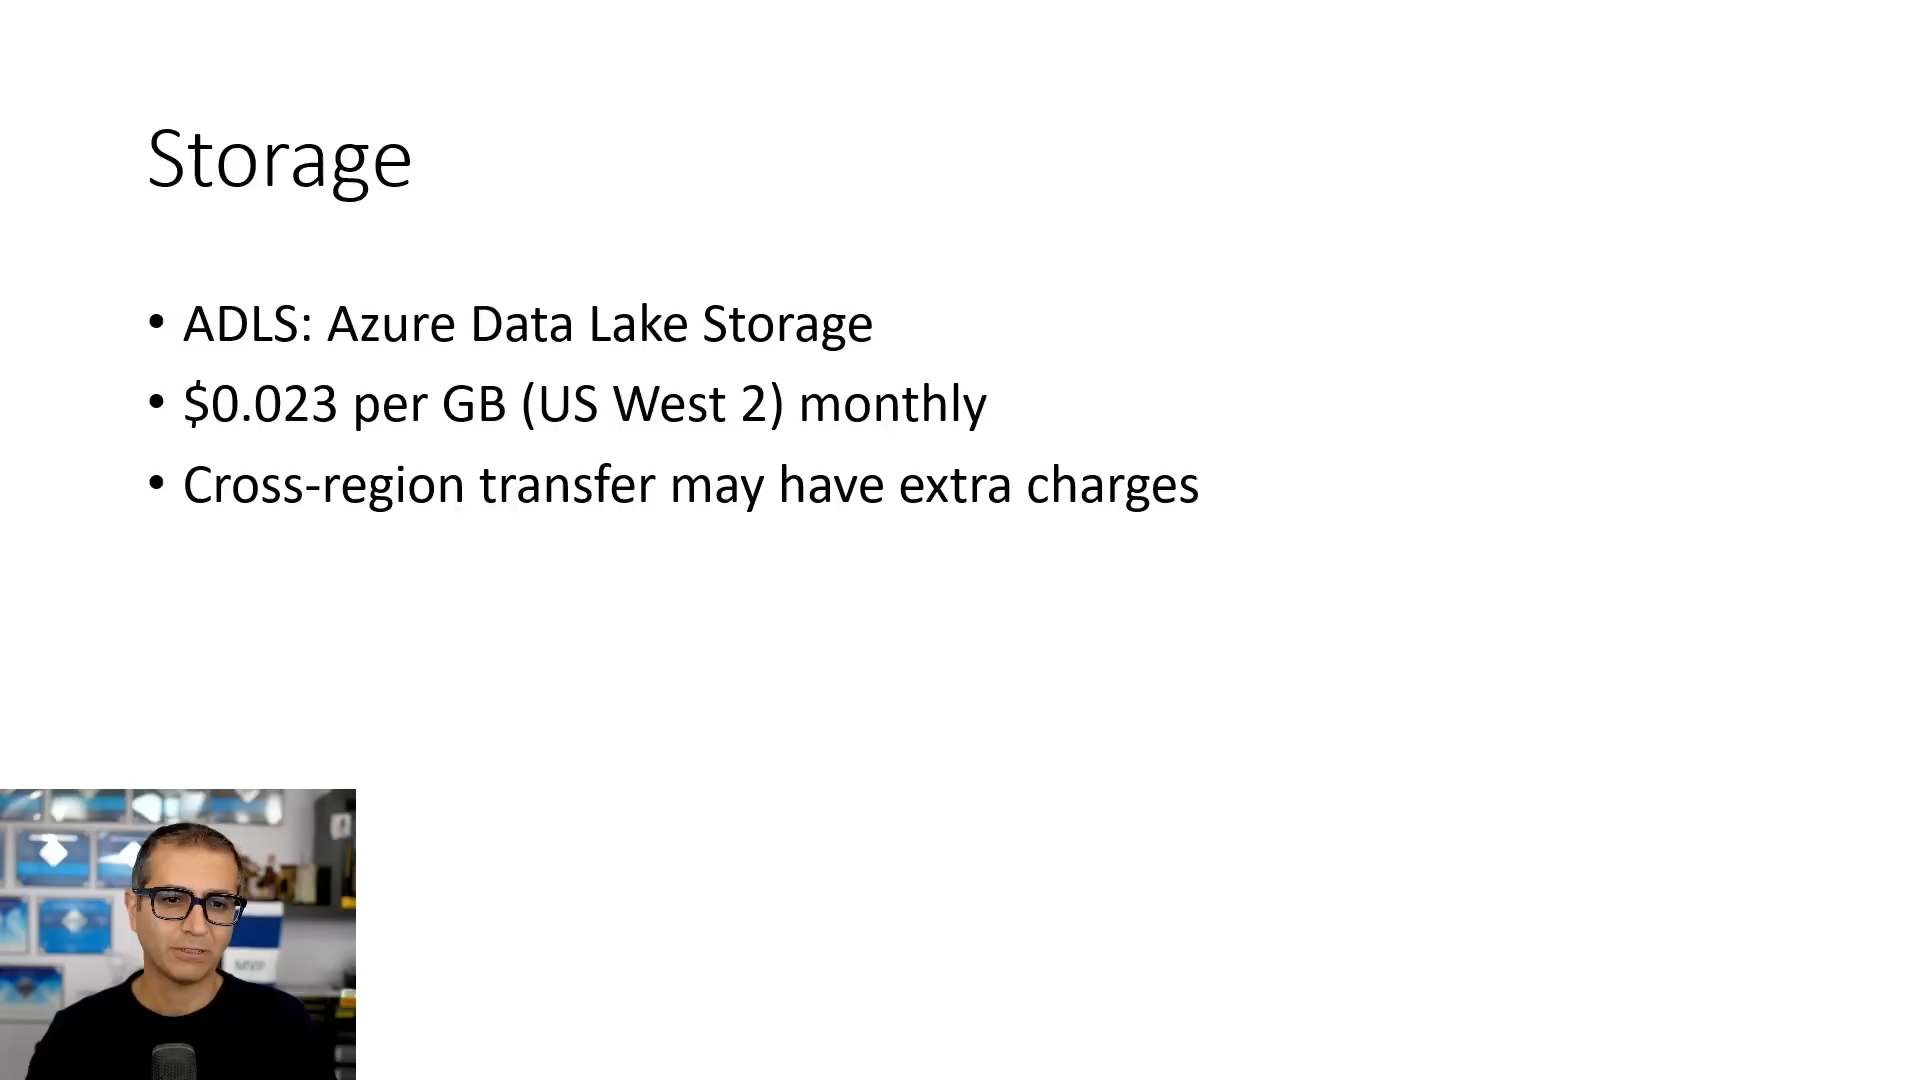 Storage
• ADLS: Azure Data Lake Storage
• $0.023 per GB (US West 2) monthly
• Cross-region transfer may have extra charges
MVP